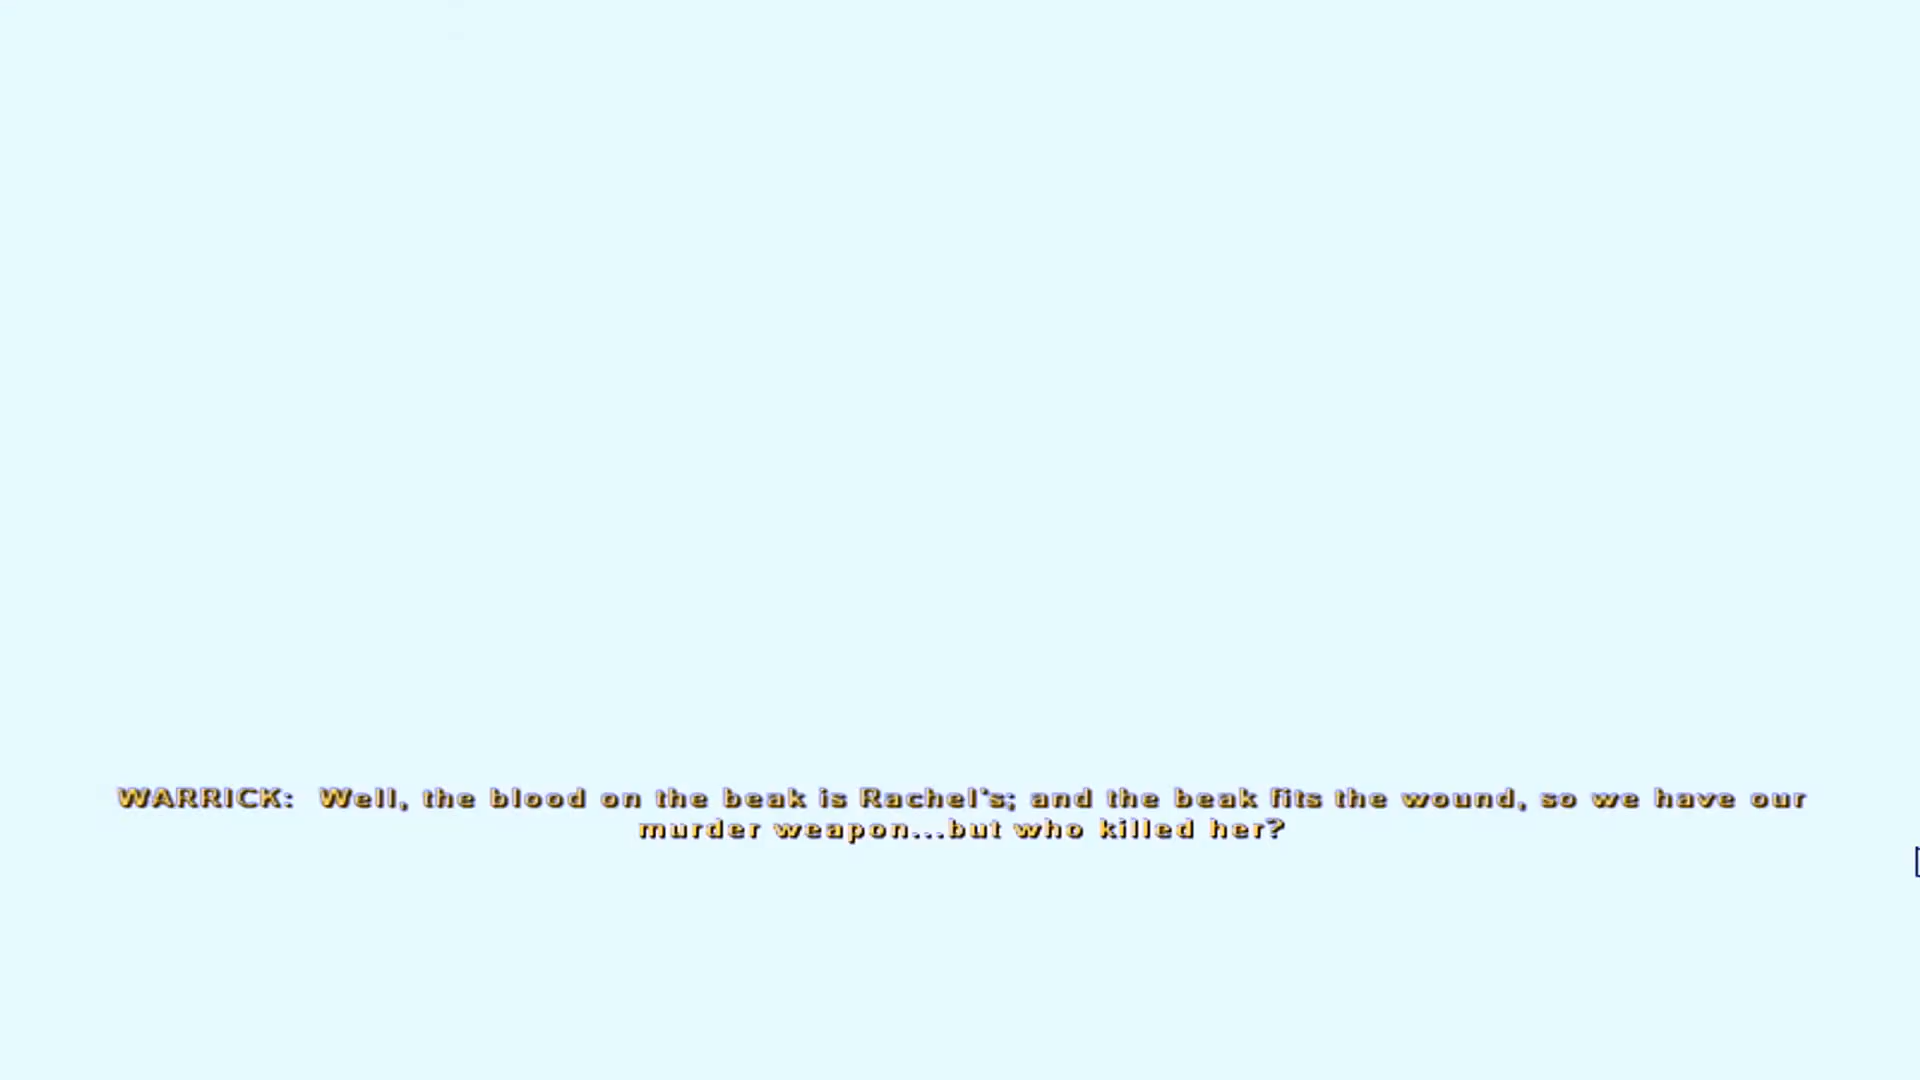 WARRICK:  Well, the blood on the beak is Rachel's; and the beak fits the wound, so we have our
murder weapon...but who killed her?